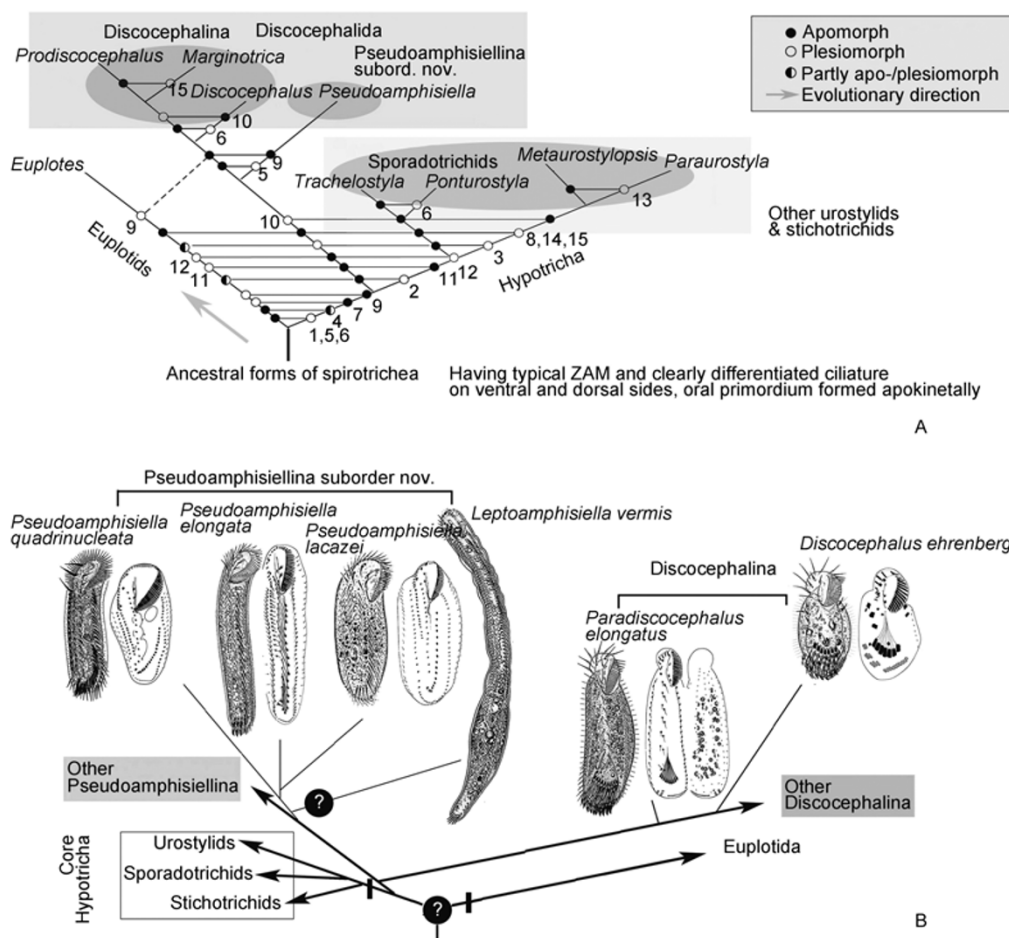 Discocephalina
Discocephalida
Prodiscocephalus
Marginotrica
Pseudoamphisiellina
subord. nov.
15
Discocephalus
Pseudoamphisiella
10
6
9
5
Apomorph
Plesiomorph
Partly apo-/plesiomorph
Evolutionary direction
Euplotes
Sporadotrichids
Metaurostylopsis
Paraurostyla
Trachelostyla
Ponturostyla
6
13
9
10
Other urostylids
& stichotrichids
8,14,15
Euplotids
3
Hypotricha
12
11
12
11
2
9
7
4
1,5,6
Ancestral forms of spirotrichea
Having typical ZAM and clearly differentiated ciliature
on ventral and dorsal sides, oral primordium formed apokinetally
A
Pseudoamphisiellina suborder nov.
Pseudoamphisiella
quadrinucleata
Pseudoamphisiella
elongata
Pseudoamphisiella
lacazei
Leptoamphisiella vermis
Discocephalus ehrenberg
Discocephalina
Paradiscocephalus
elongatus
Other
Pseudoamphisiellina
?
Other
Discocephalina
Core
Hypotricha
Urostylids
Sporadotrichids
Stichotrichids
Euplotida
?
B